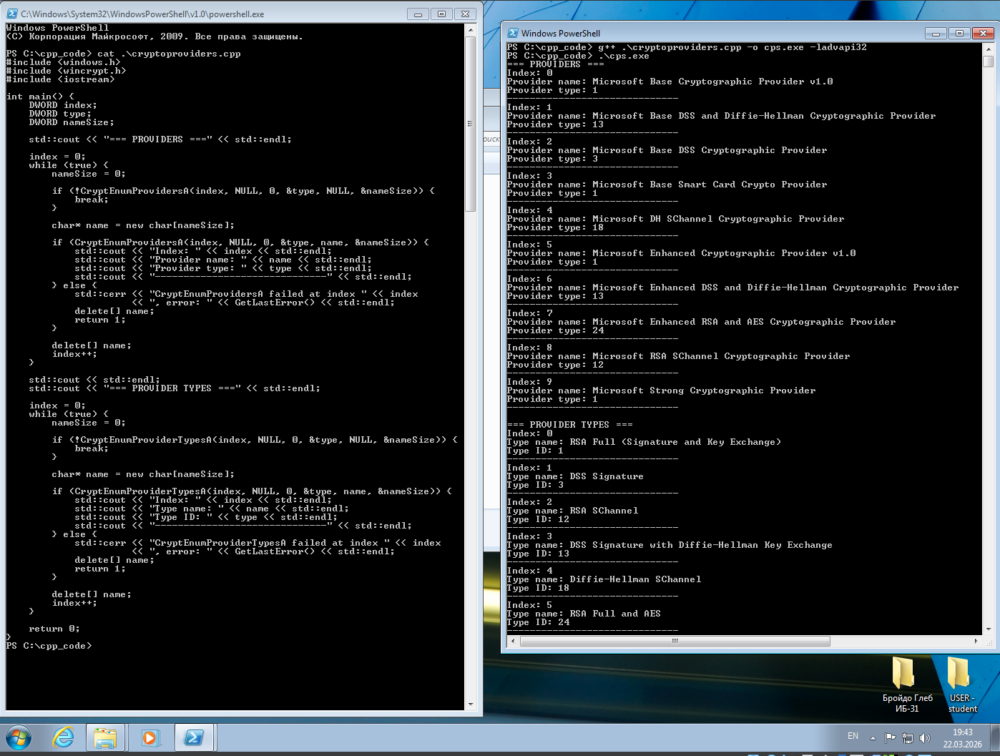 C:\Windows\System32\WindowsPowerShell\v1.0\powershell.exe
Windows PowerShell
(C) Корпорация Майкрософт, 2009. Все права защищены.
PS C:\cpp_code> cat .\cryptoproviders.cpp
#include <windows.h>
#include <wincrypt.h>
#include <iostream>
int main() {
    DWORD index;
    DWORD type;
    DWORD nameSize;
    std::cout << "=== PROVIDERS ===" << std::endl;
    index = 0;
    while (true) {
        nameSize = 0;
        if (!CryptEnumProvidersA(index, NULL, 0, &type, NULL, &nameSize)) {
            break;
        }
        char* name = new char[nameSize];
        if (CryptEnumProvidersA(index, NULL, 0, &type, name, &nameSize)) {
            std::cout << "Index: " << index << std::endl;
            std::cout << "Provider name: " << name << std::endl;
            std::cout << "Provider type: " << type << std::endl;
            std::cout << "------------------------------" << std::endl;
        } else {
            std::cerr << "CryptEnumProvidersA failed at index " << index
                      << ", error: " << GetLastError() << std::endl;
            delete[] name;
            return 1;
        }
        delete[] name;
        index++;
    }
    std::cout << std::endl;
    std::cout << "=== PROVIDER TYPES ===" << std::endl;
    index = 0;
    while (true) {
        nameSize = 0;
        if (!CryptEnumProviderTypesA(index, NULL, 0, &type, NULL, &nameSize)) {
            break;
        }
        char* name = new char[nameSize];
        if (CryptEnumProviderTypesA(index, NULL, 0, &type, name, &nameSize)) {
            std::cout << "Index: " << index << std::endl;
            std::cout << "Type name: " << name << std::endl;
            std::cout << "Type ID: " << type << std::endl;
            std::cout << "------------------------------" << std::endl;
        } else {
            std::cerr << "CryptEnumProviderTypesA failed at index " << index
                      << ", error: " << GetLastError() << std::endl;
            delete[] name;
            return 1;
        }
        delete[] name;
        index++;
    }
    return 0;
}
PS C:\cpp_code>
Windows PowerShell
PS C:\cpp_code> g++ .\cryptoproviders.cpp -o cps.exe -ladvapi32
PS C:\cpp_code> .\cps.exe
=== PROVIDERS ===
Index: 0
Provider name: Microsoft Base Cryptographic Provider v1.0
Provider type: 1
------------------------------
Index: 1
Provider name: Microsoft Base DSS and Diffie-Hellman Cryptographic Provider
Provider type: 13
------------------------------
Index: 2
Provider name: Microsoft Base DSS Cryptographic Provider
Provider type: 3
------------------------------
Index: 3
Provider name: Microsoft Base Smart Card Crypto Provider
Provider type: 1
------------------------------
Index: 4
Provider name: Microsoft DH SChannel Cryptographic Provider
Provider type: 18
------------------------------
Index: 5
Provider name: Microsoft Enhanced Cryptographic Provider v1.0
Provider type: 1
------------------------------
Index: 6
Provider name: Microsoft Enhanced DSS and Diffie-Hellman Cryptographic Provider
Provider type: 13
------------------------------
Index: 7
Provider name: Microsoft Enhanced RSA and AES Cryptographic Provider
Provider type: 24
------------------------------
Index: 8
Provider name: Microsoft RSA SChannel Cryptographic Provider
Provider type: 12
------------------------------
Index: 9
Provider name: Microsoft Strong Cryptographic Provider
Provider type: 1
------------------------------
=== PROVIDER TYPES ===
Index: 0
Type name: RSA Full (Signature and Key Exchange)
Type ID: 1
------------------------------
Index: 1
Type name: DSS Signature
Type ID: 3
------------------------------
Index: 2
Type name: RSA SChannel
Type ID: 12
------------------------------
Index: 3
Type name: DSS Signature with Diffie-Hellman Key Exchange
Type ID: 13
------------------------------
Index: 4
Type name: Diffie-Hellman SChannel
Type ID: 18
------------------------------
Index: 5
Type name: RSA Full and AES
Type ID: 24
------------------------------
Бройдо Глеб
ИБ-31
USER -
student
EN
19:43
22.03.2026